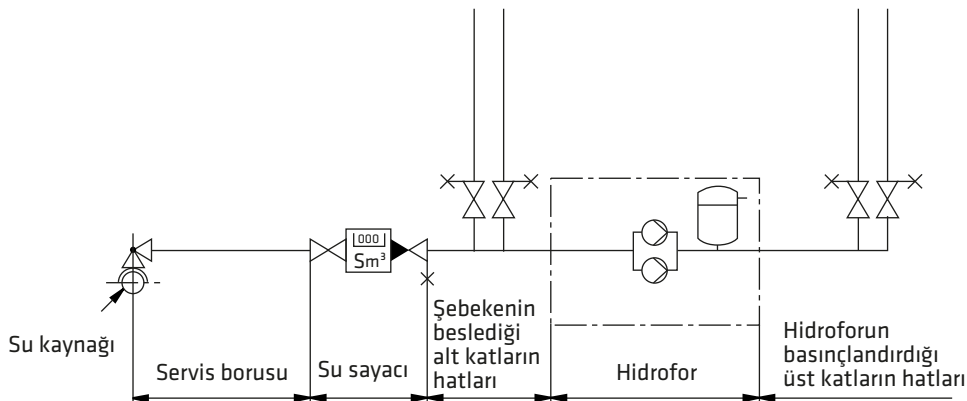 000
Sm³
Su kaynağı
Servis borusu
Su sayacı
Şebekenin
beslediği
alt katların
hatları
Hidrofor
Hidroforun
basınçlandırdığı
üst katların hatları